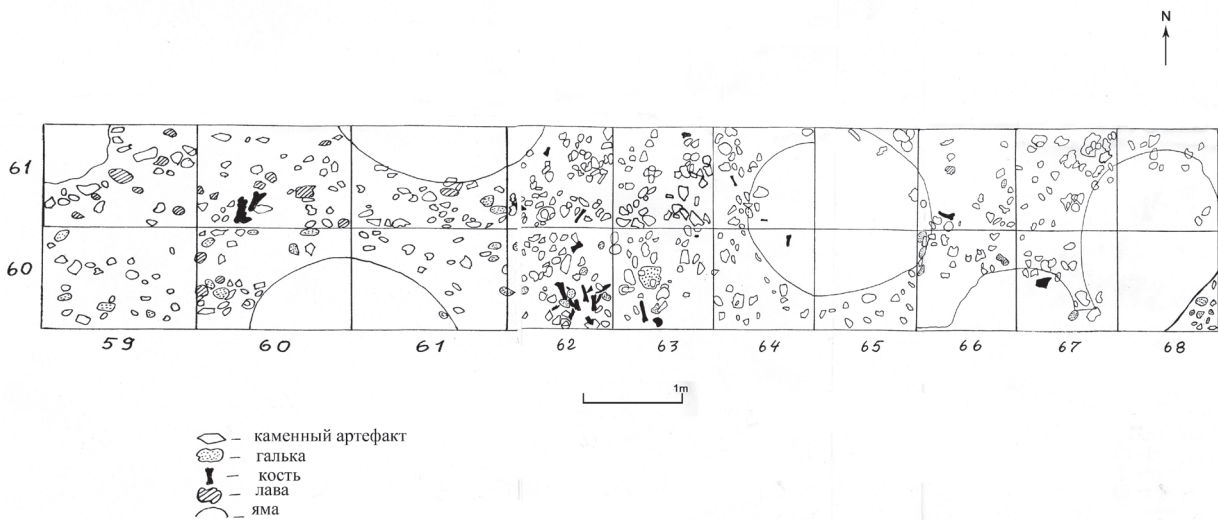 N
61
60
59 60 61 62 63 64 65 66 67 68
1m
каменный артефакт
галька
кость
лава
яма